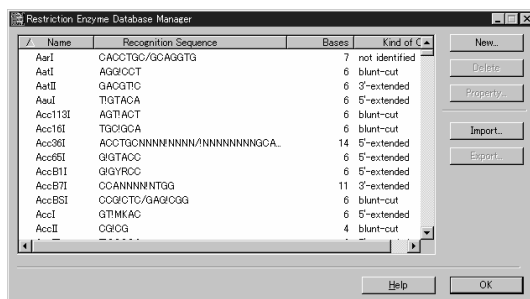 Restriction Enzyme Database Manager
Name Recognition Sequence Bases Kind of C
AarI CACCTGC/GCAGGTG 7 not identified
AatI AGG!CCT 6 blunt-cut
AatII GACGT!C 6 3'-extended
AauI T!GTACA 6 5'-extended
Acc113I AGT!ACT 6 blunt-cut
Acc16I TGC!GCA 6 blunt-cut
Acc36I ACCTGCNNNN!NNNN/!NNNNNNNNGCA... 14 5'-extended
Acc65I G!GTACC 6 5'-extended
AccB1I G!GYRCC 6 5'-extended
AccB7I CCANNNN!NTGG 11 3'-extended
AccBSI CCG!CTC/GAG!CGG 6 blunt-cut
AccI GT!MKAC 6 5'-extended
AccII CG!CG 4 blunt-cut
New...
Delete
Property...
Import...
Export...
Help OK